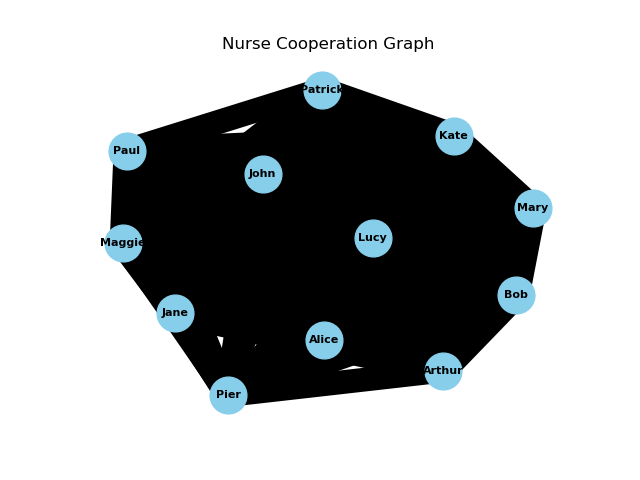 Nurse Cooperation Graph
Patrick
Kate
Paul
John
Mary
Lucy
Maggie
Bob
Jane
Alice
Arthur
Pier